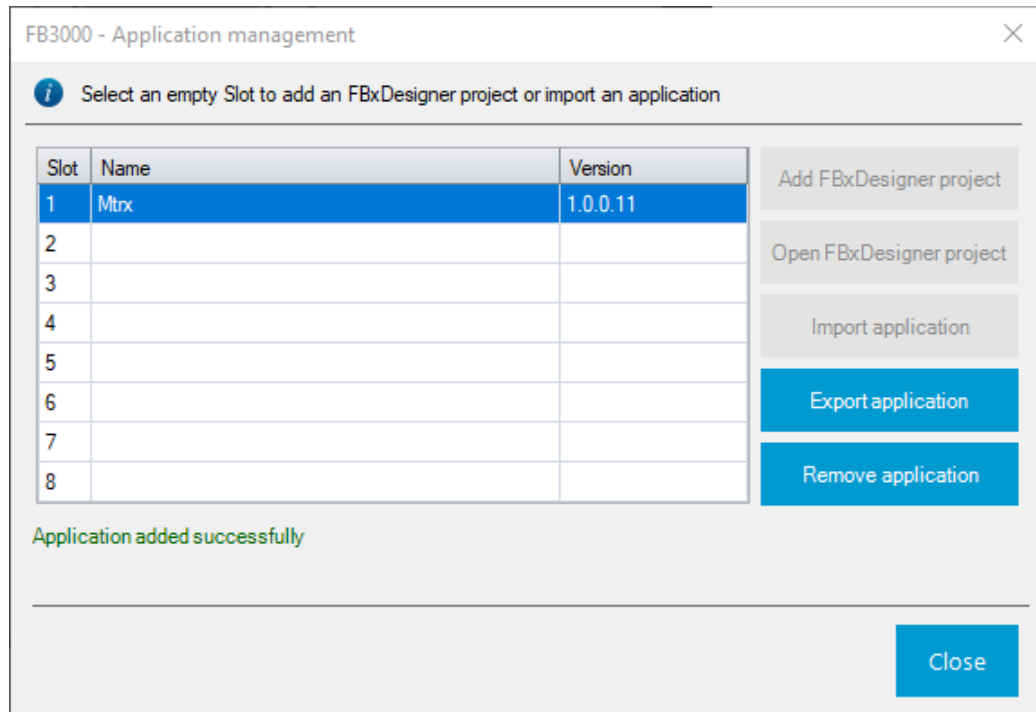 FB3000 - Application management
Select an empty Slot to add an FBxDesigner project or import an application
Slot Name Version
1 Mtrx 1.0.0.11
2
3
4
5
6
7
8
Add FBxDesigner project
Open FBxDesigner project
Import application
Export application
Remove application
Application added successfully
Close